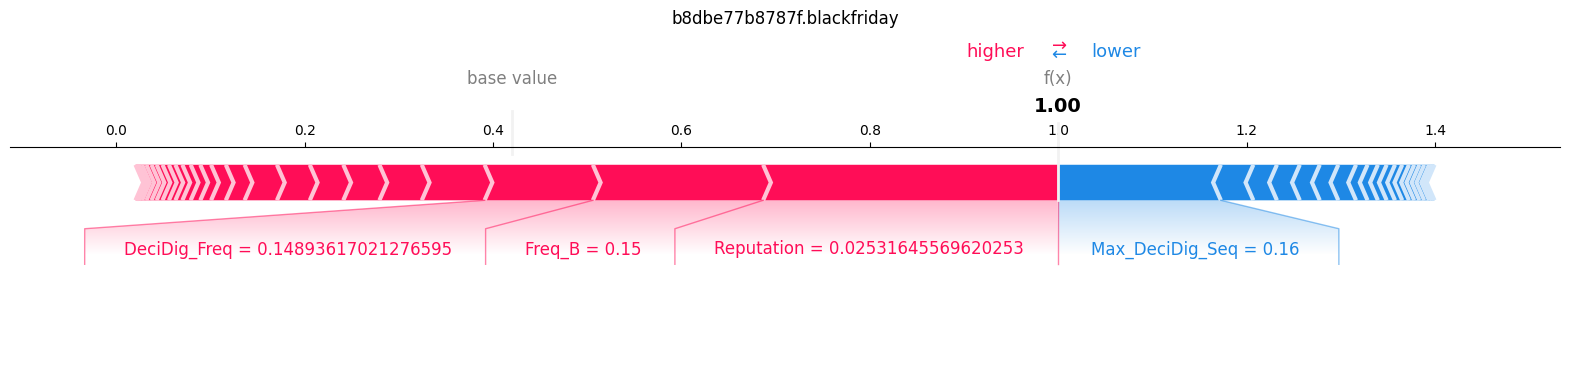 b8dbe77b8787f.blackfriday
higher → ← lower
base value f(x)
1.00
0.0 0.2 0.4 0.6 0.8 1.0 1.2 1.4
DeciDig_Freq = 0.14893617021276595 Freq_B = 0.15 Reputation = 0.02531645569620253 Max_DeciDig_Seq = 0.16